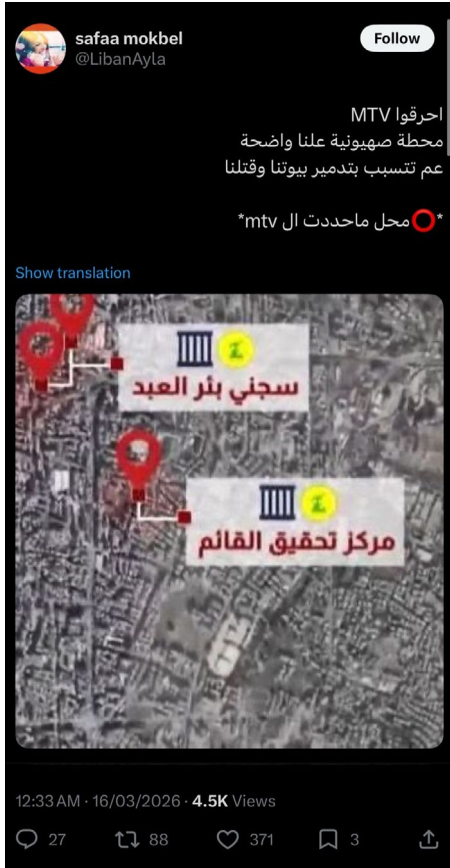 safaa mokbel
@LibanAyla
Follow
احرقوا MTV
محطة صهيونية علنا واضحة
عم تتسبب بتدمير بيوتنا وقتلنا
*⭕محل ماحددت ال mtv*
Show translation
سجني بئر العبد
مركز تحقيق القائم
12:33 AM · 16/03/2026 · 4.5K Views
27 88 371 3